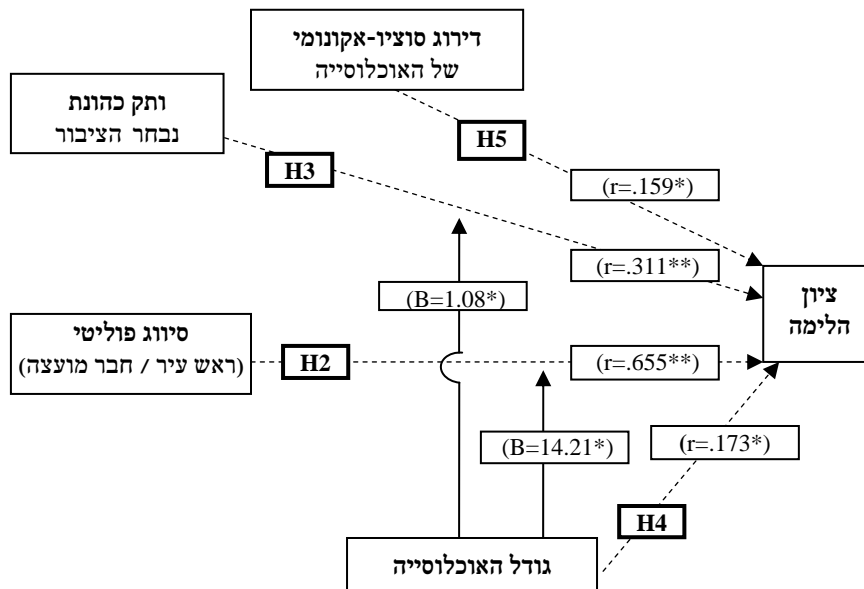 דירוג סוציו-אקונומי
של האוכלוסייה
ותק כהונת
נבחר הציבור
H5
H3
(r=.159*)
(r=.311**)
ציון
הלימה
(B=1.08*)
סיווג פוליטי
(ראש עיר / חבר מועצה)
H2
(r=.655**)
(B=14.21*)
(r=.173*)
H4
גודל האוכלוסייה